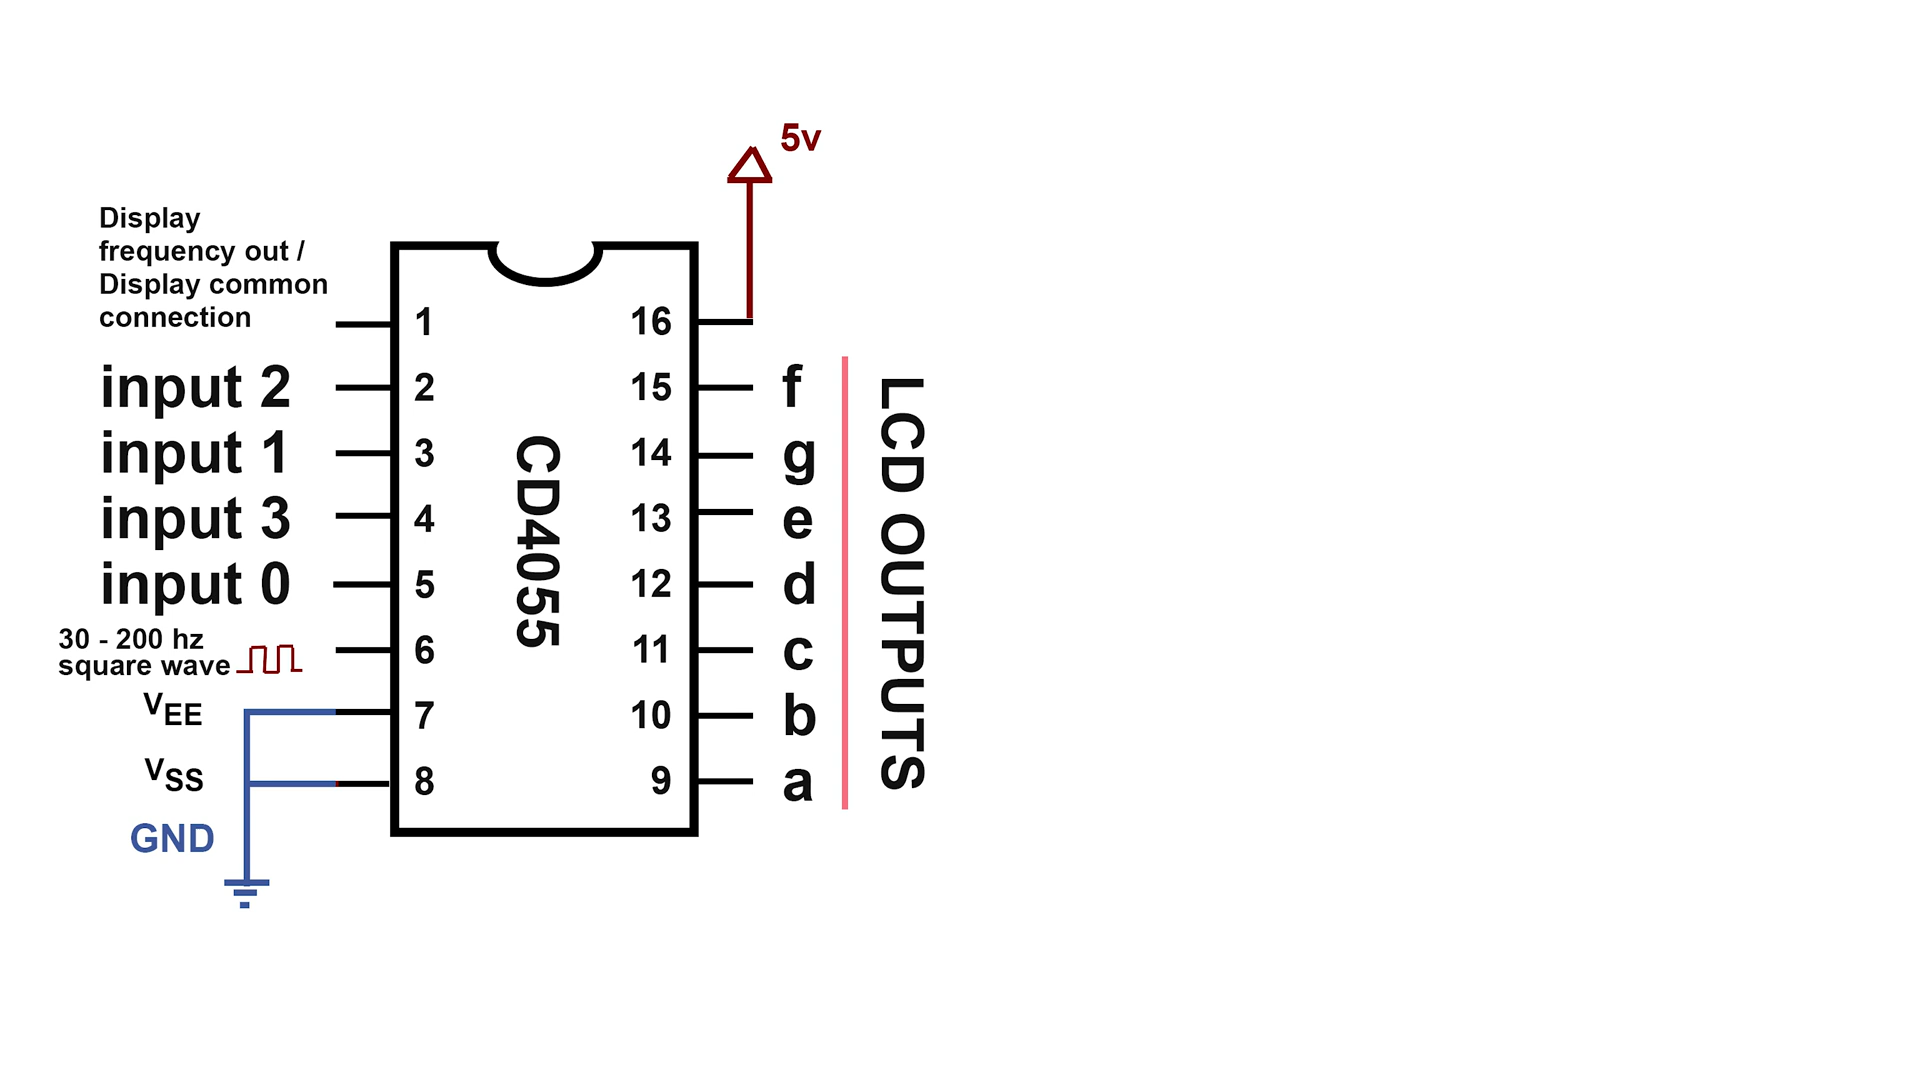 5v
Display
frequency out /
Display common
connection
1
16
input 2
2
15
f
input 1
3
14
g
input 3
4
13
e
input 0
5
12
d
30 - 200 hz
square wave
6
11
c
VEE
7
10
b
VSS
8
9
a
GND
CD4055
LCD OUTPUTS